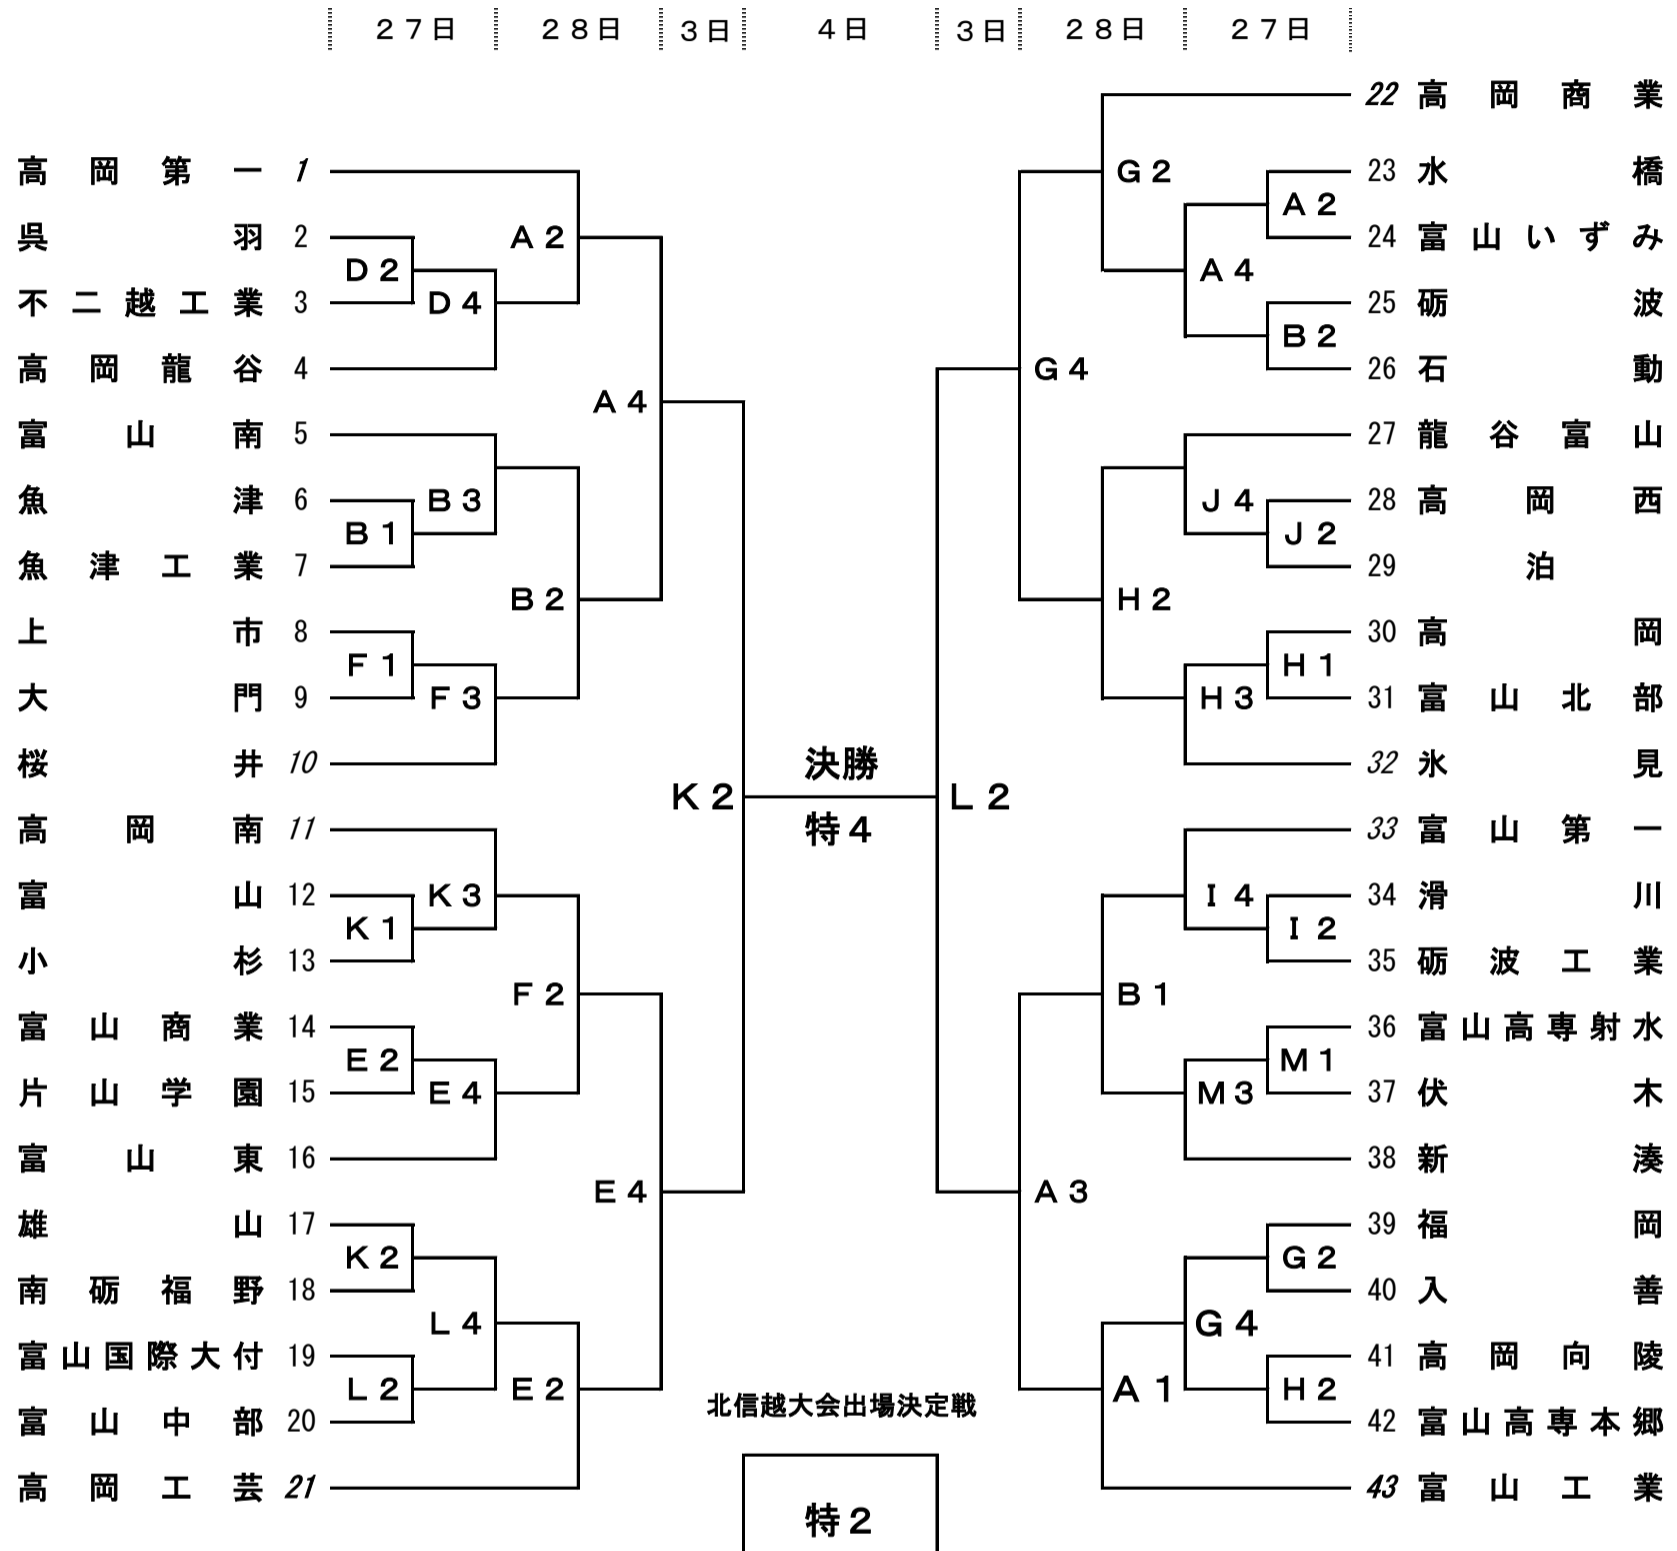 ２７日 ２８日 ３日 ４日 ３日 ２８日 ２７日
22 高岡商業
高岡第一 1 G２ 23 水橋
A２
呉羽 2 A２ 24 富山いずみ
D２ A４
不二越工業 3 D４ 25 砺波
B２
高岡龍谷 4 G４ 26 石動
A４
富山南 5 27 龍谷富山
魚津 6 B３ J４ 28 高岡西
B１ J２
魚津工業 7 29 泊
B２ H２
上市 8 30 高岡
F１ H１
大門 9 F３ H３ 31 富山北部
桜井 10 決勝 32 氷見
K２ L２
高岡南 11 特４ 33 富山第一
富山 12 K３ I４ 34 滑川
K１ I２
小杉 13 35 砺波工業
F２ B１
富山商業 14 36 富山高専射水
E２ M１
片山学園 15 E４ M３ 37 伏木
富山東 16 38 新湊
E４ A３
雄山 17 39 福岡
K２ G２
南砺福野 18 40 入善
L４ G４
富山国際大付 19 41 高岡向陵
L２ E２ A１ H２
北信越大会出場決定戦
富山中部 20 42 富山高専本郷
高岡工芸 21 43 富山工業
特２